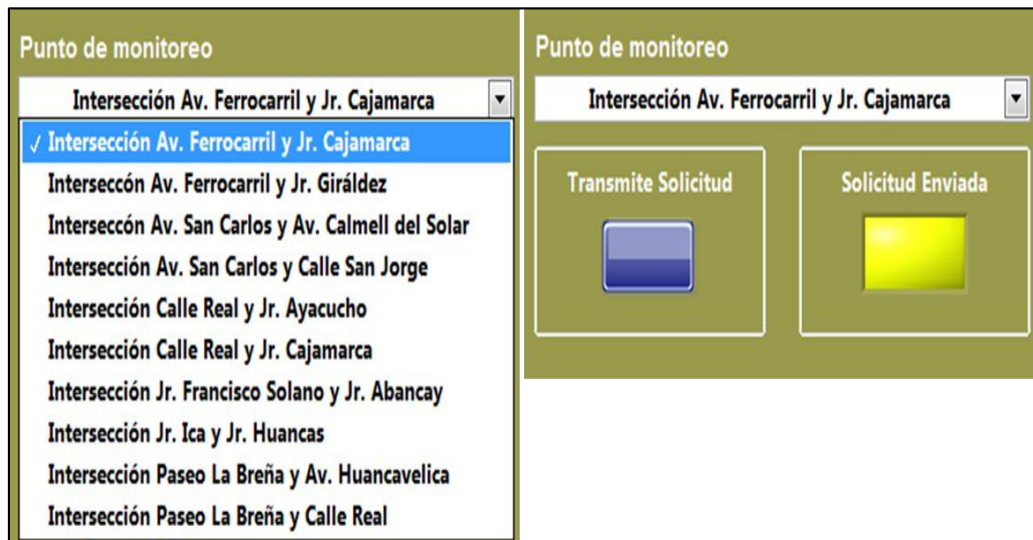 Punto de monitoreo
Intersección Av. Ferrocarril y Jr. Cajamarca
✓ Intersección Av. Ferrocarril y Jr. Cajamarca
Interseccón Av. Ferrocarril y Jr. Giráldez
Intersección Av. San Carlos y Av. Calmell del Solar
Intersección Av. San Carlos y Calle San Jorge
Intersección Calle Real y Jr. Ayacucho
Intersección Calle Real y Jr. Cajamarca
Intersección Jr. Francisco Solano y Jr. Abancay
Intersección Jr. Ica y Jr. Huancas
Intersección Paseo La Breña y Av. Huancavelica
Intersección Paseo La Breña y Calle Real
Punto de monitoreo
Intersección Av. Ferrocarril y Jr. Cajamarca
Transmite Solicitud
Solicitud Enviada